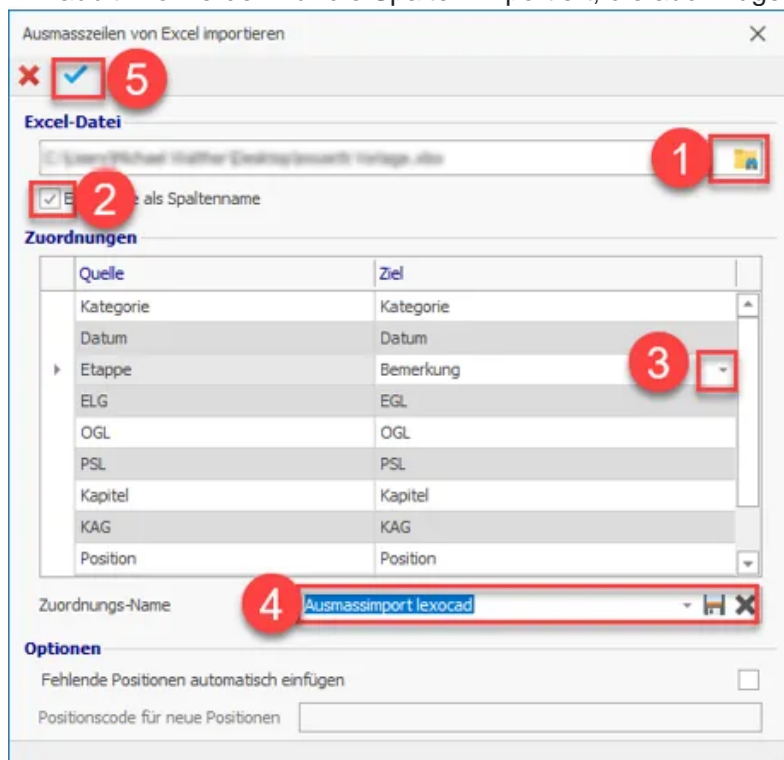 Ausmasszeilen von Excel importieren
5
Excel-Datei
1
2
als Spaltenname
Zuordnungen
Quelle Ziel
Kategorie Kategorie
Datum Datum
Etappe Bemerkung 3
ELG EGL
OGL OGL
PSL PSL
Kapitel Kapitel
KAG KAG
Position Position
Zuordnungs-Name 4 Ausmassimport lexocad
Optionen
Fehlende Positionen automatisch einfügen
Positionscode für neue Positionen